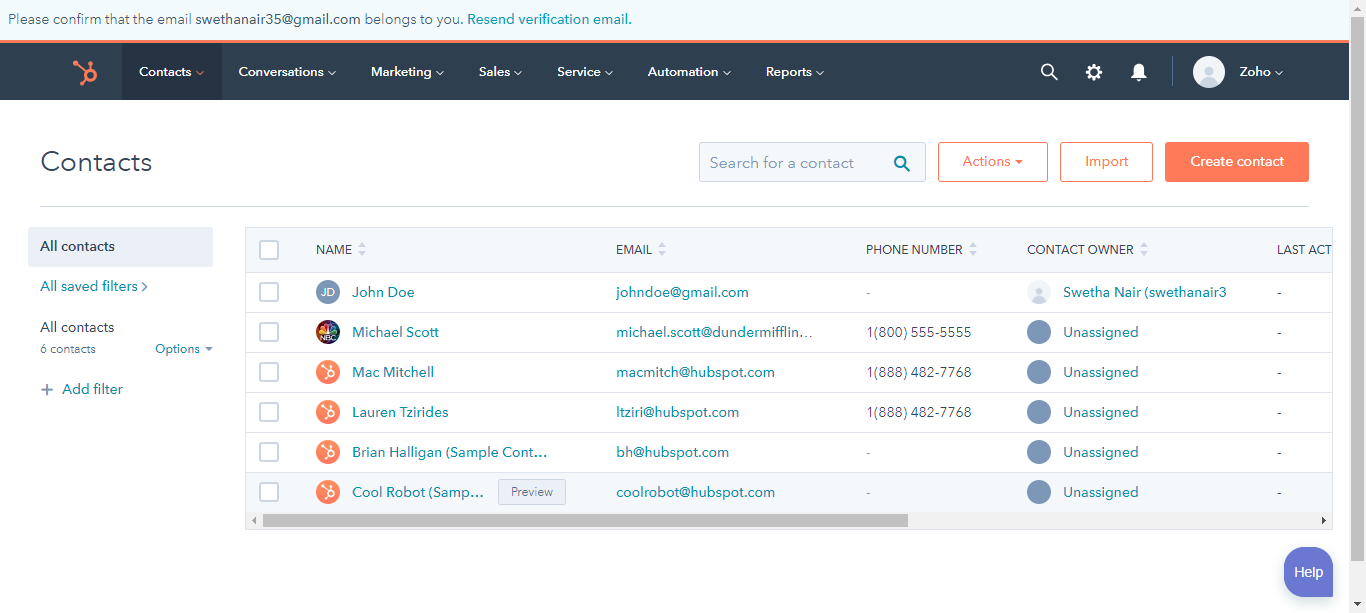 Please confirm that the email swethanair35@gmail.com belongs to you. Resend verification email.
Contacts Conversations Marketing Sales Service Automation Reports Zoho
Contacts Search for a contact Actions Import Create contact
All contacts
All saved filters
All contacts
6 contacts Options
+ Add filter
NAME EMAIL PHONE NUMBER CONTACT OWNER LAST ACT
JD John Doe johndoe@gmail.com - Swetha Nair (swethanair3 -
NBC Michael Scott michael.scott@dundermifflin... 1(800) 555-5555 Unassigned -
Mac Mitchell macmitch@hubspot.com 1(888) 482-7768 Unassigned -
Lauren Tzirides ltziri@hubspot.com 1(888) 482-7768 Unassigned -
Brian Halligan (Sample Cont... bh@hubspot.com - Unassigned -
Cool Robot (Samp... Preview coolrobot@hubspot.com - Unassigned -
Help